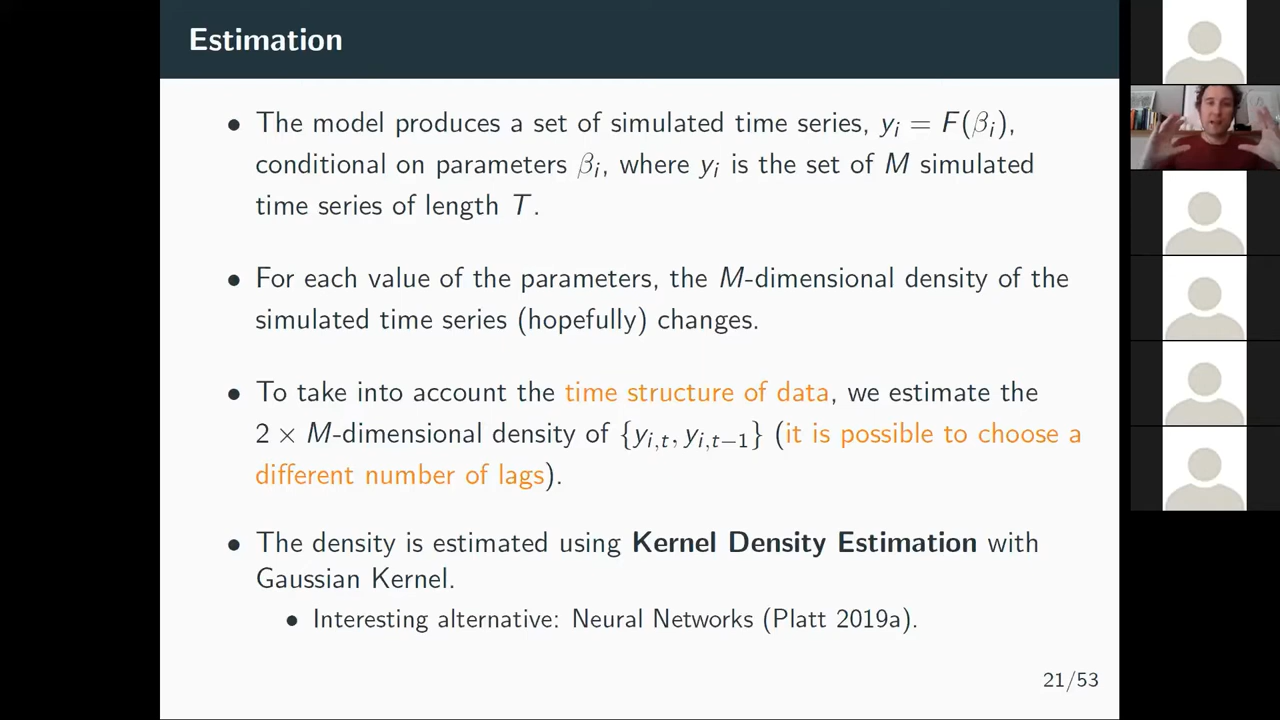 Estimation
• The model produces a set of simulated time series, yᵢ = F(βᵢ),
conditional on parameters βᵢ, where yᵢ is the set of M simulated
time series of length T.
• For each value of the parameters, the M-dimensional density of the
simulated time series (hopefully) changes.
• To take into account the time structure of data, we estimate the
2 × M-dimensional density of {y_{i,t}, y_{i,t−1}} (it is possible to choose a
different number of lags).
• The density is estimated using Kernel Density Estimation with
Gaussian Kernel.
• Interesting alternative: Neural Networks (Platt 2019a).
21/53